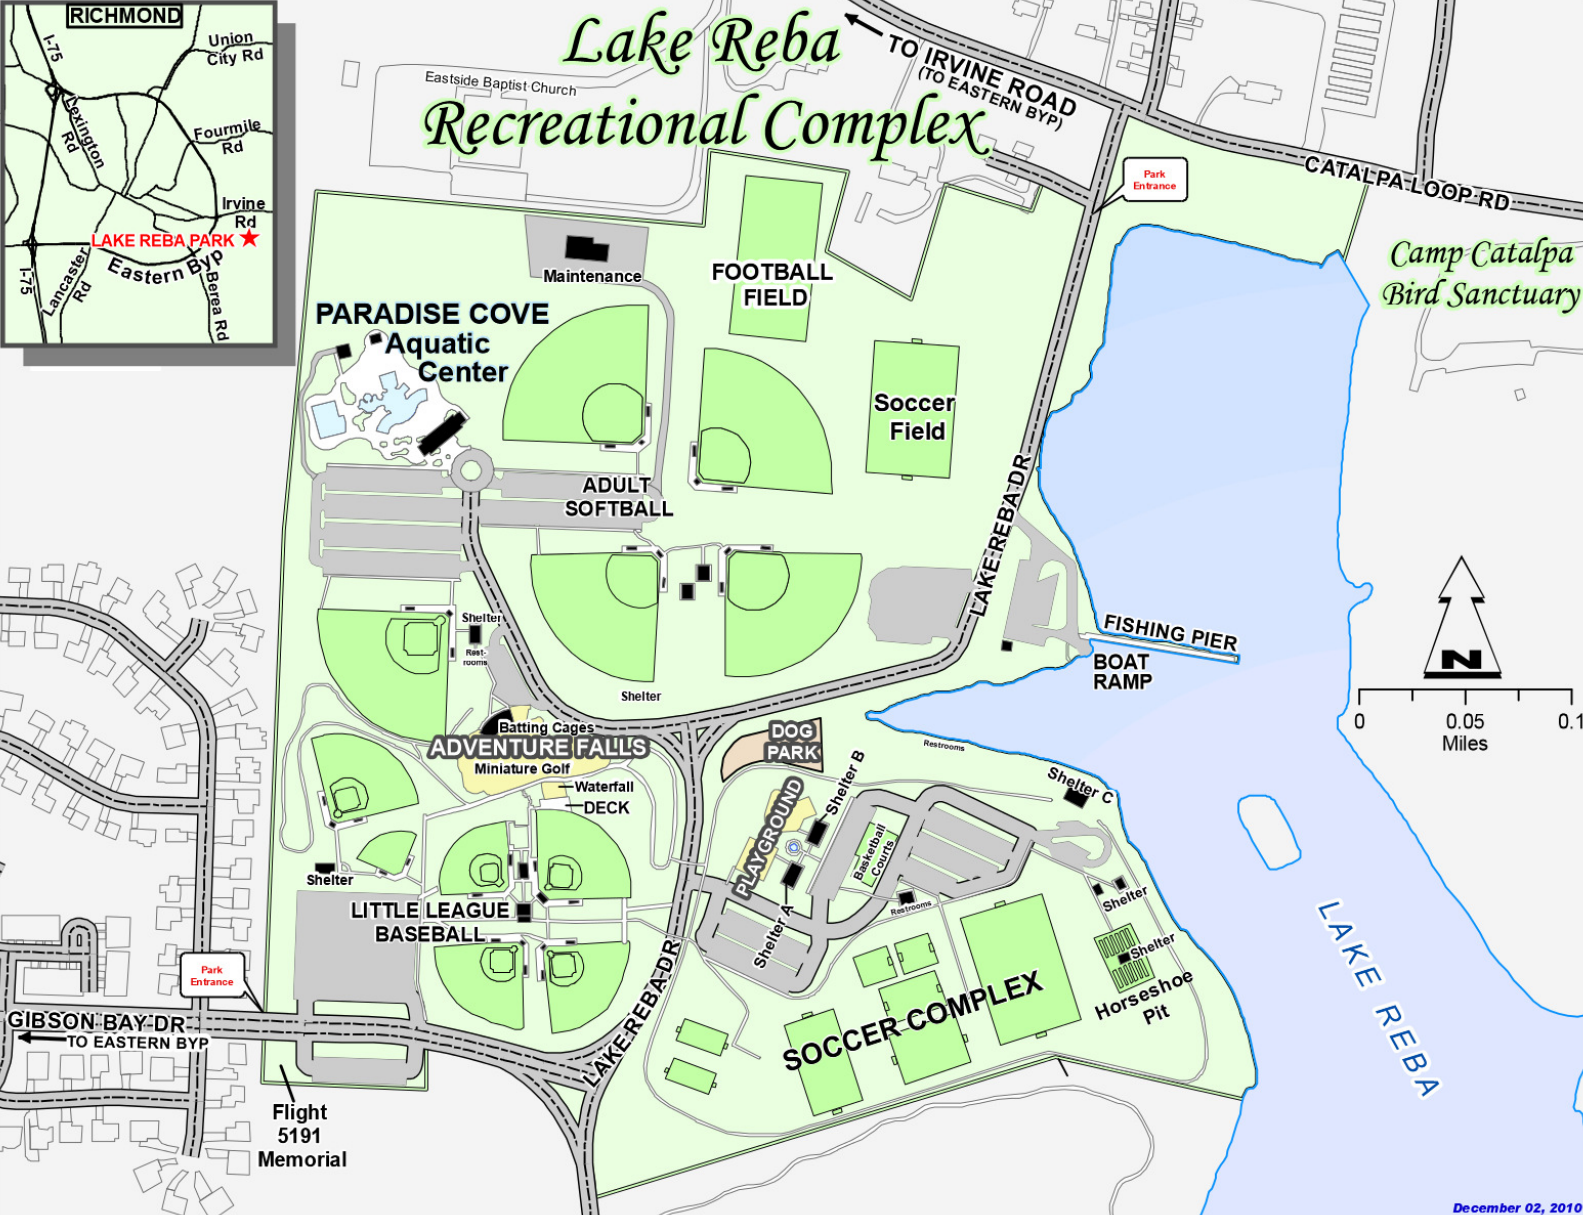 RICHMOND
I-75
Union
City Rd
Lexington
Rd
Fourmile
Rd
Irvine
Rd
LAKE REBA PARK
Eastern Byp
I-75
Lancaster
Rd
Berea Rd
Lake Reba
Recreational Complex
Eastside Baptist Church
TO IRVINE ROAD
(TO EASTERN BYP)
Park
Entrance
CATALPA LOOP RD
Camp Catalpa
Bird Sanctuary
Maintenance
FOOTBALL
FIELD
PARADISE COVE
Aquatic
Center
Soccer
Field
ADULT
SOFTBALL
LAKE REBA DR
Shelter
Rest-
rooms
Shelter
FISHING PIER
BOAT
RAMP
N
0
0.05
0.1
Miles
Batting Cages
ADVENTURE FALLS
Miniature Golf
Waterfall
DECK
DOG
PARK
Restrooms
Shelter B
Shelter C
PLAYGROUND
Basketball
Courts
Shelter
Restrooms
Shelter
LITTLE LEAGUE
BASEBALL
Shelter A
Shelter
Horseshoe
Pit
SOCCER COMPLEX
LAKE REBA
Park
Entrance
GIBSON BAY DR
TO EASTERN BYP
LAKE REBA DR
Flight
5191
Memorial
December 02, 2010